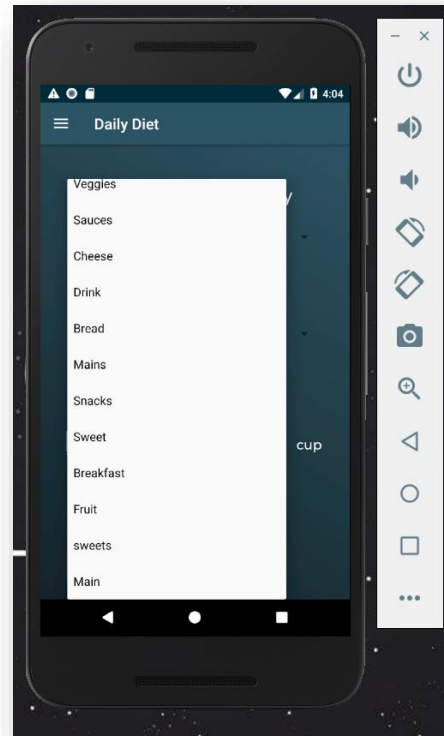 4:04
Daily Diet
y
Veggies
Sauces
Cheese
Drink
Bread
Mains
Snacks
Sweet
cup
Breakfast
Fruit
sweets
Main